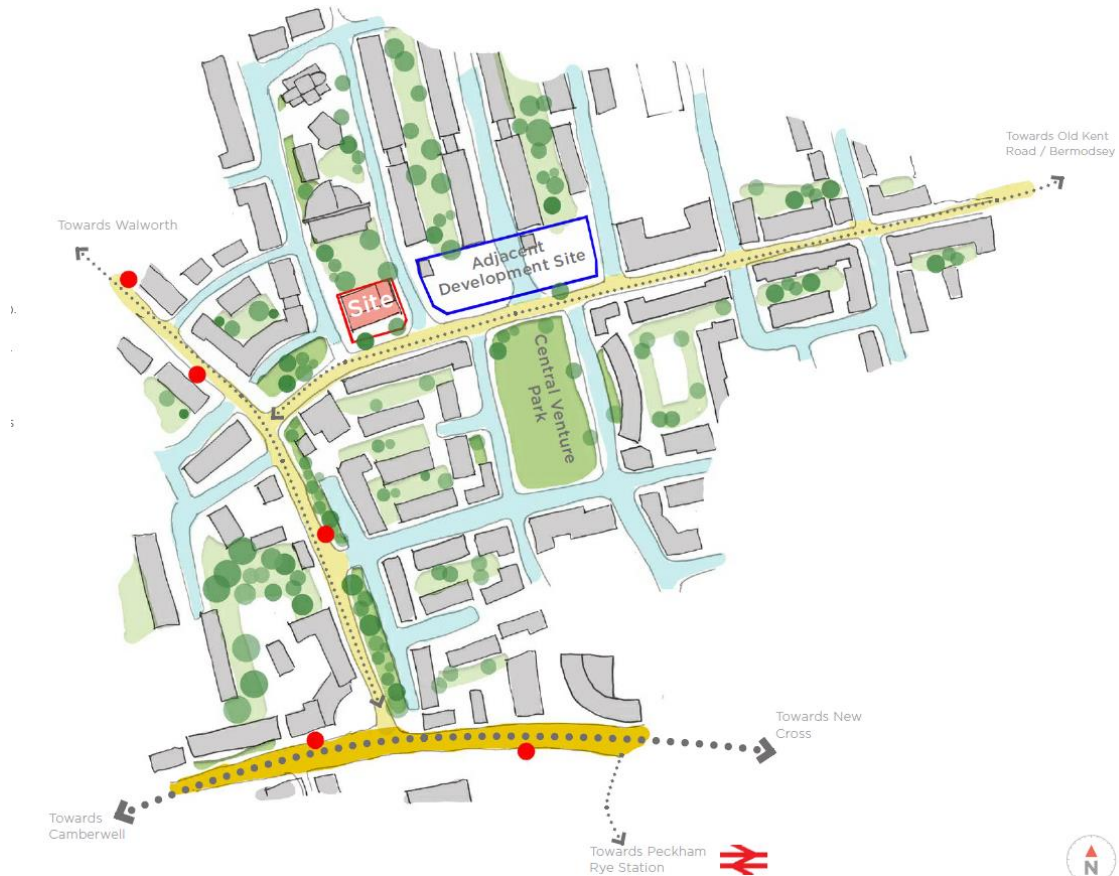 Towards Old Kent
Road / Bermodsey
Towards Walworth
Adjacent
Development Site
Site
Central Venture
Park
Towards New
Cross
Towards
Camberwell
Towards Peckham
Rye Station
N